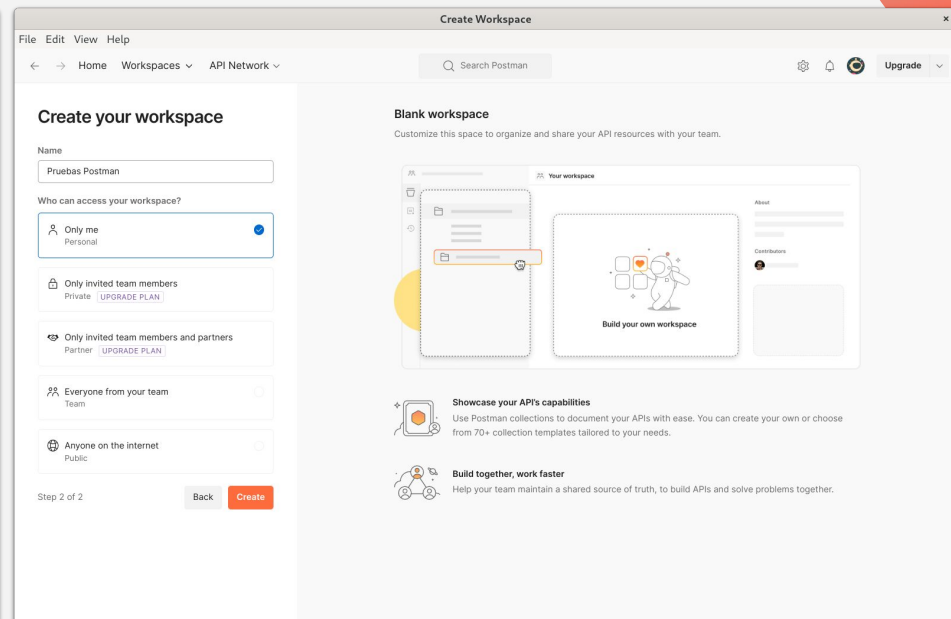 Create Workspace
×
File Edit View Help
Home Workspaces API Network Search Postman Upgrade
Create your workspace
Name
Pruebas Postman
Who can access your workspace?
Only me
Personal
Only invited team members
Private UPGRADE PLAN
Only invited team members and partners
Partner UPGRADE PLAN
Everyone from your team
Team
Anyone on the internet
Public
Step 2 of 2 Back Create
Blank workspace
Customize this space to organize and share your API resources with your team.
Your workspace
About
Contributors
Build your own workspace
Showcase your API's capabilities
Use Postman collections to document your APIs with ease. You can create your own or choose
from 70+ collection templates tailored to your needs.
Build together, work faster
Help your team maintain a shared source of truth, to build APIs and solve problems together.